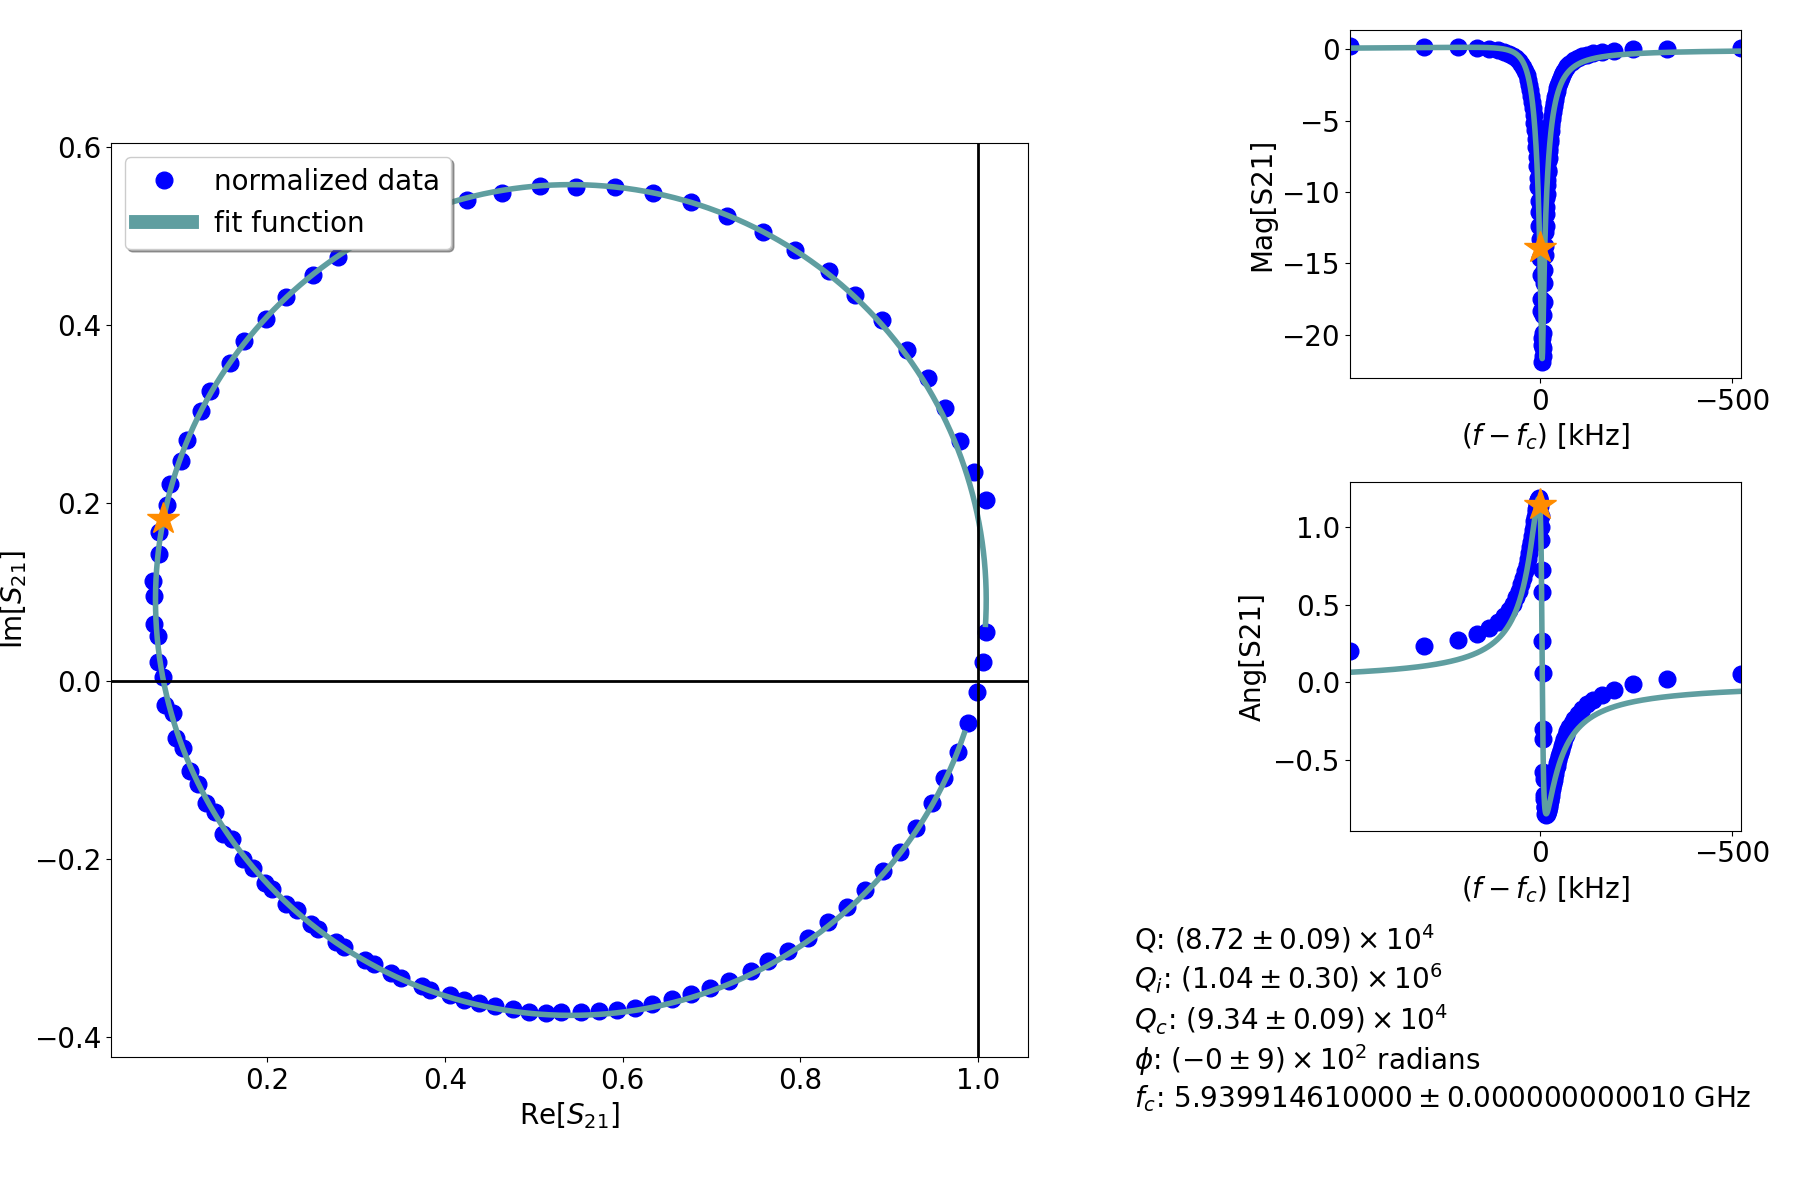 0.6
0.4
0.2
0.0
−0.2
−0.4
Im[S21]
normalized data
fit function
0.2 0.4 0.6 0.8 1.0
Re[S21]
0
−5
−10
−15
−20
Mag[S21]
0 −500
(f − fc) [kHz]
1.0
0.5
0.0
−0.5
Ang[S21]
0 −500
(f − fc) [kHz]
Q: (8.72 ± 0.09) × 10^4
Qi: (1.04 ± 0.30) × 10^6
Qc: (9.34 ± 0.09) × 10^4
ϕ: (−0 ± 9) × 10^2 radians
fc: 5.939914610000 ± 0.000000000010 GHz